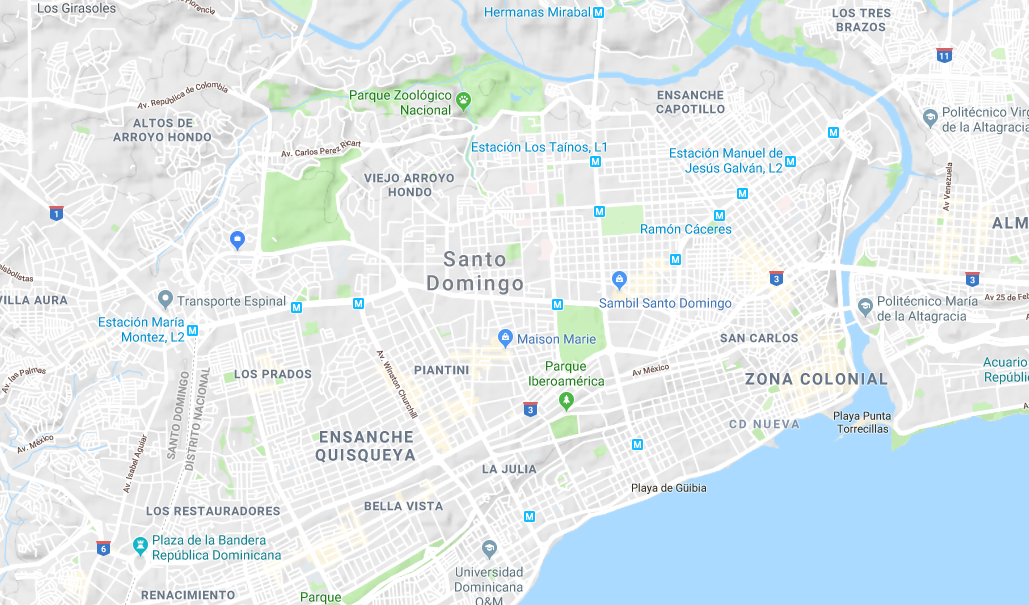 Los Girasoles
Florencia
Hermanas Mirabal
M
LOS TRES
BRAZOS
11
Av. República de Colombia
Parque Zoológico
Nacional
ENSANCHE
CAPOTILLO
Politécnico Vir
de la Altagracia
ALTOS DE
ARROYO HONDO
Av. Carlos Perez Ricart
Estación Los Taínos, L1
M
Estación Manuel de
Jesús Galván, L2
M
M
VIEJO ARROYO
HONDO
Av Venezuela
M
1
M
M
Ramón Cáceres
ALM
Santo
Domingo
M
3
3
VILLA AURA
Transporte Espinal
M
M
M
Sambil Santo Domingo
Politécnico María
de la Altagracia
Av 25 de Feb
Estación María
Montez, L2
M
Maison Marie
SAN CARLOS
Av. las Palmas
LOS PRADOS
Av. Winston Churchill
PIANTINI
Parque
Iberoamérica
Av México
ZONA COLONIAL
Acuario
Repúbli
SANTO DOMINGO
DISTRITO NACIONAL
3
Playa Punta
Torrecillas
CD NUEVA
Av. México
Av. Isabel Aguiar
ENSANCHE
QUISQUEYA
M
LA JULIA
Playa de Güibia
LOS RESTAURADORES
BELLA VISTA
M
6
Plaza de la Bandera
República Dominicana
Universidad
Dominicana
O&M
RENACIMIENTO
Parque